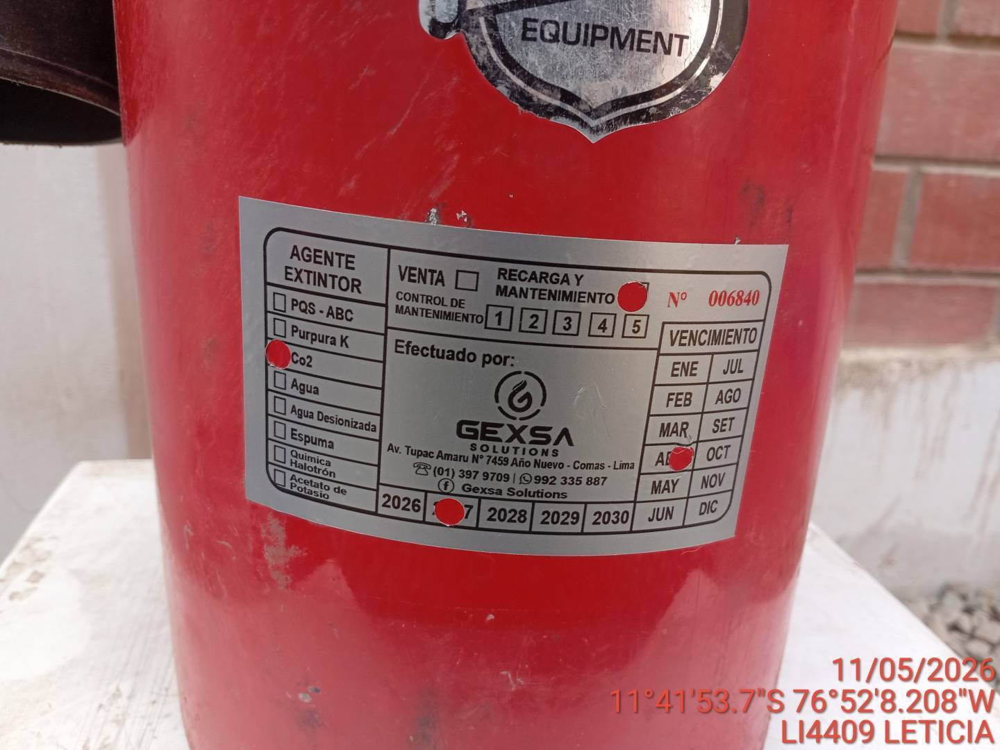 EQUIPMENT
AGENTE
EXTINTOR
PQS - ABC
Purpura K
Co2
Agua
Agua Desionizada
Espuma
Quimica
Halotrón
Acetato de
Potasio
VENTA
RECARGA Y
MANTENIMIENTO
CONTROL DE
MANTENIMIENTO
1 2 3 4 5
Nº 006840
Efectuado por:
GEXSA
SOLUTIONS
Av. Tupac Amaru Nº 7459 Año Nuevo - Comas - Lima
(01) 397 9709 | 992 335 887
Gexsa Solutions
2026 2028 2029 2030
VENCIMIENTO
ENE JUL
FEB AGO
MAR SET
OCT
MAY NOV
JUN DIC
11/05/2026
11°41'53.7"S 76°52'8.208"W
LI4409 LETICIA